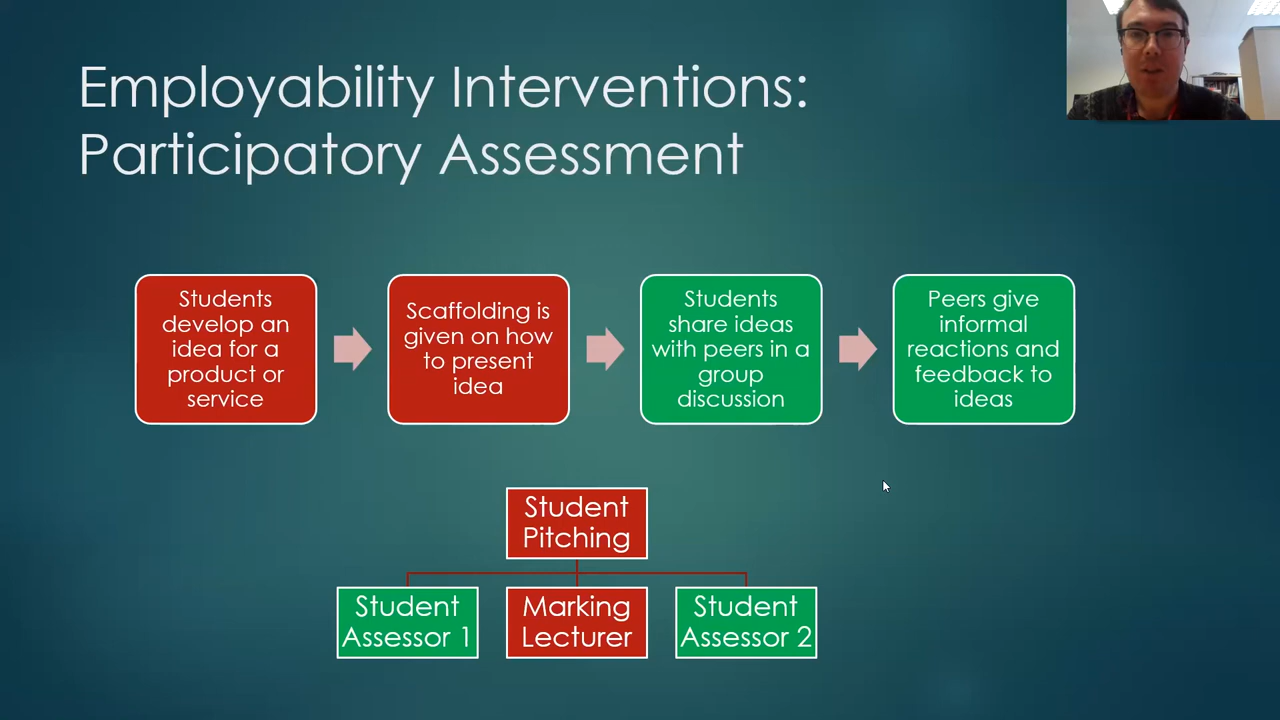 Employability Interventions:
Participatory Assessment
Students
develop an
idea for a
product or
service
Scaffolding is
given on how
to present
idea
Students
share ideas
with peers in a
group
discussion
Peers give
informal
reactions and
feedback to
ideas
Student
Pitching
Student
Assessor 1
Marking
Lecturer
Student
Assessor 2